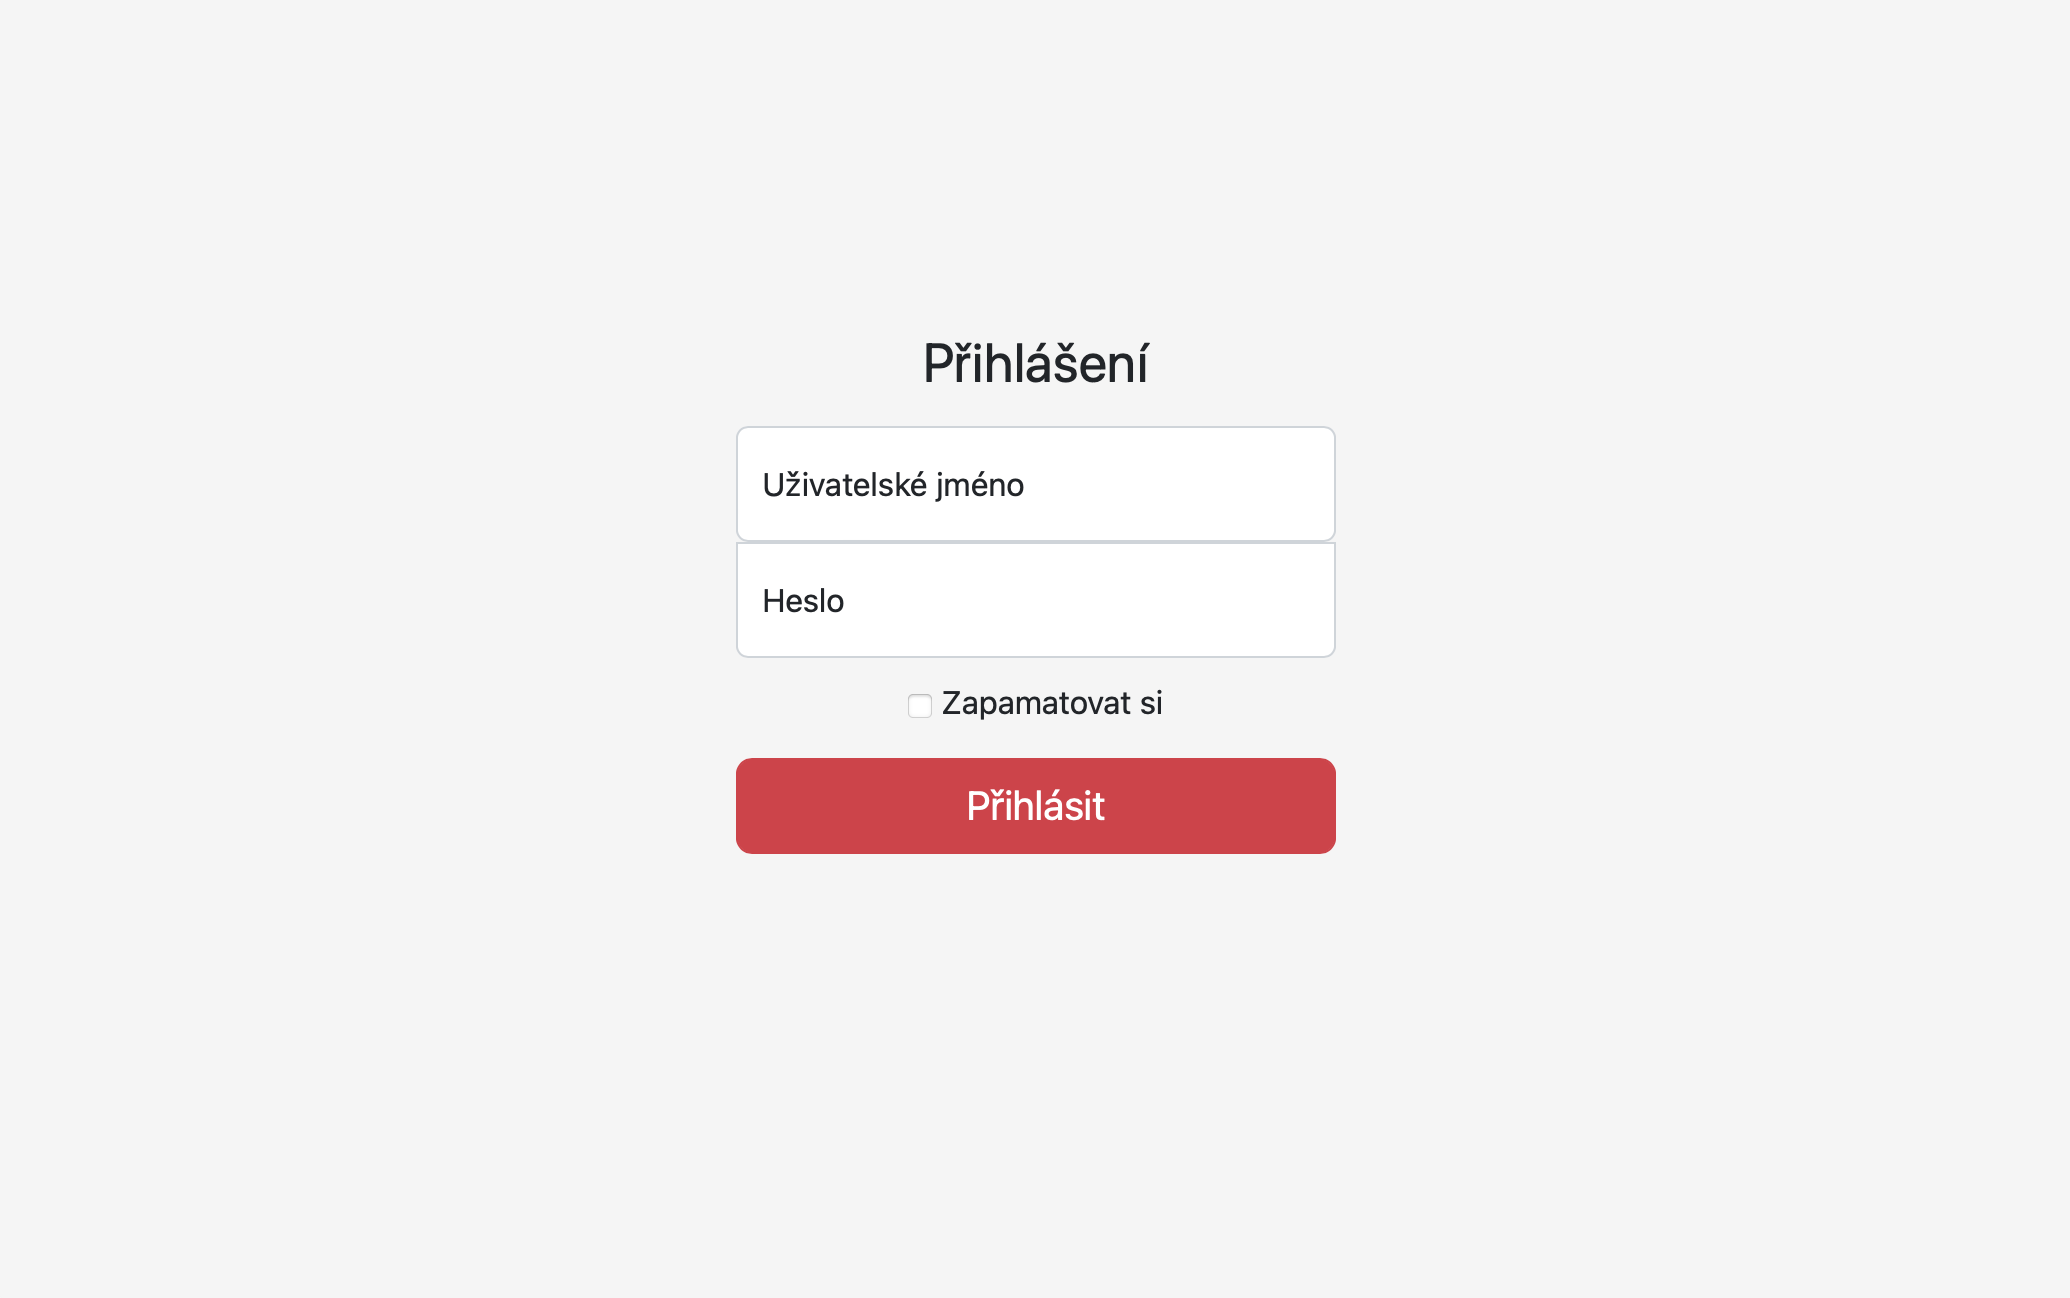 Přihlášení
Uživatelské jméno
Heslo
Zapamatovat si
Přihlásit